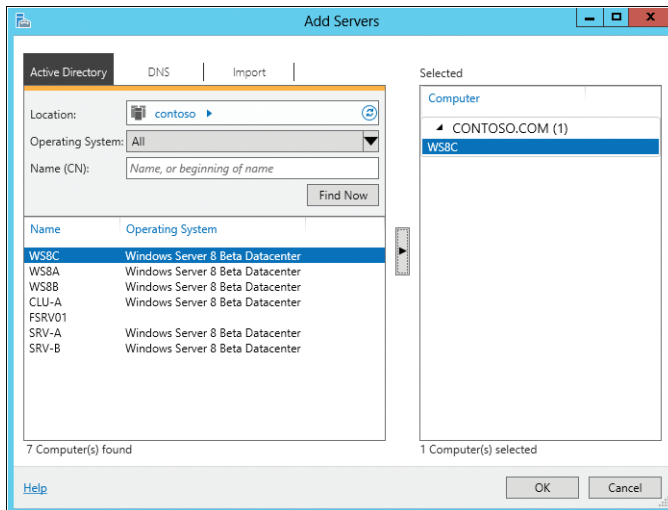 Add Servers
Active Directory DNS Import
Location: contoso
Operating System: All
Name (CN): Name, or beginning of name
Find Now
Name Operating System
WS8C Windows Server 8 Beta Datacenter
WS8A Windows Server 8 Beta Datacenter
WS8B Windows Server 8 Beta Datacenter
CLU-A Windows Server 8 Beta Datacenter
FSRV01
SRV-A Windows Server 8 Beta Datacenter
SRV-B Windows Server 8 Beta Datacenter
7 Computer(s) found
Selected
Computer
CONTOSO.COM (1)
WS8C
1 Computer(s) selected
Help
OK Cancel